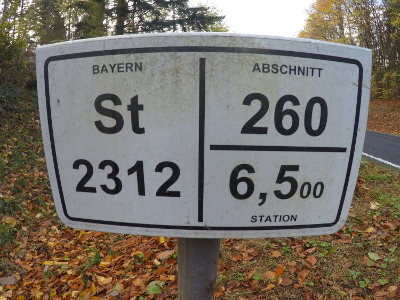 BAYERN
St
2312
ABSCHNITT
260
6,500
STATION